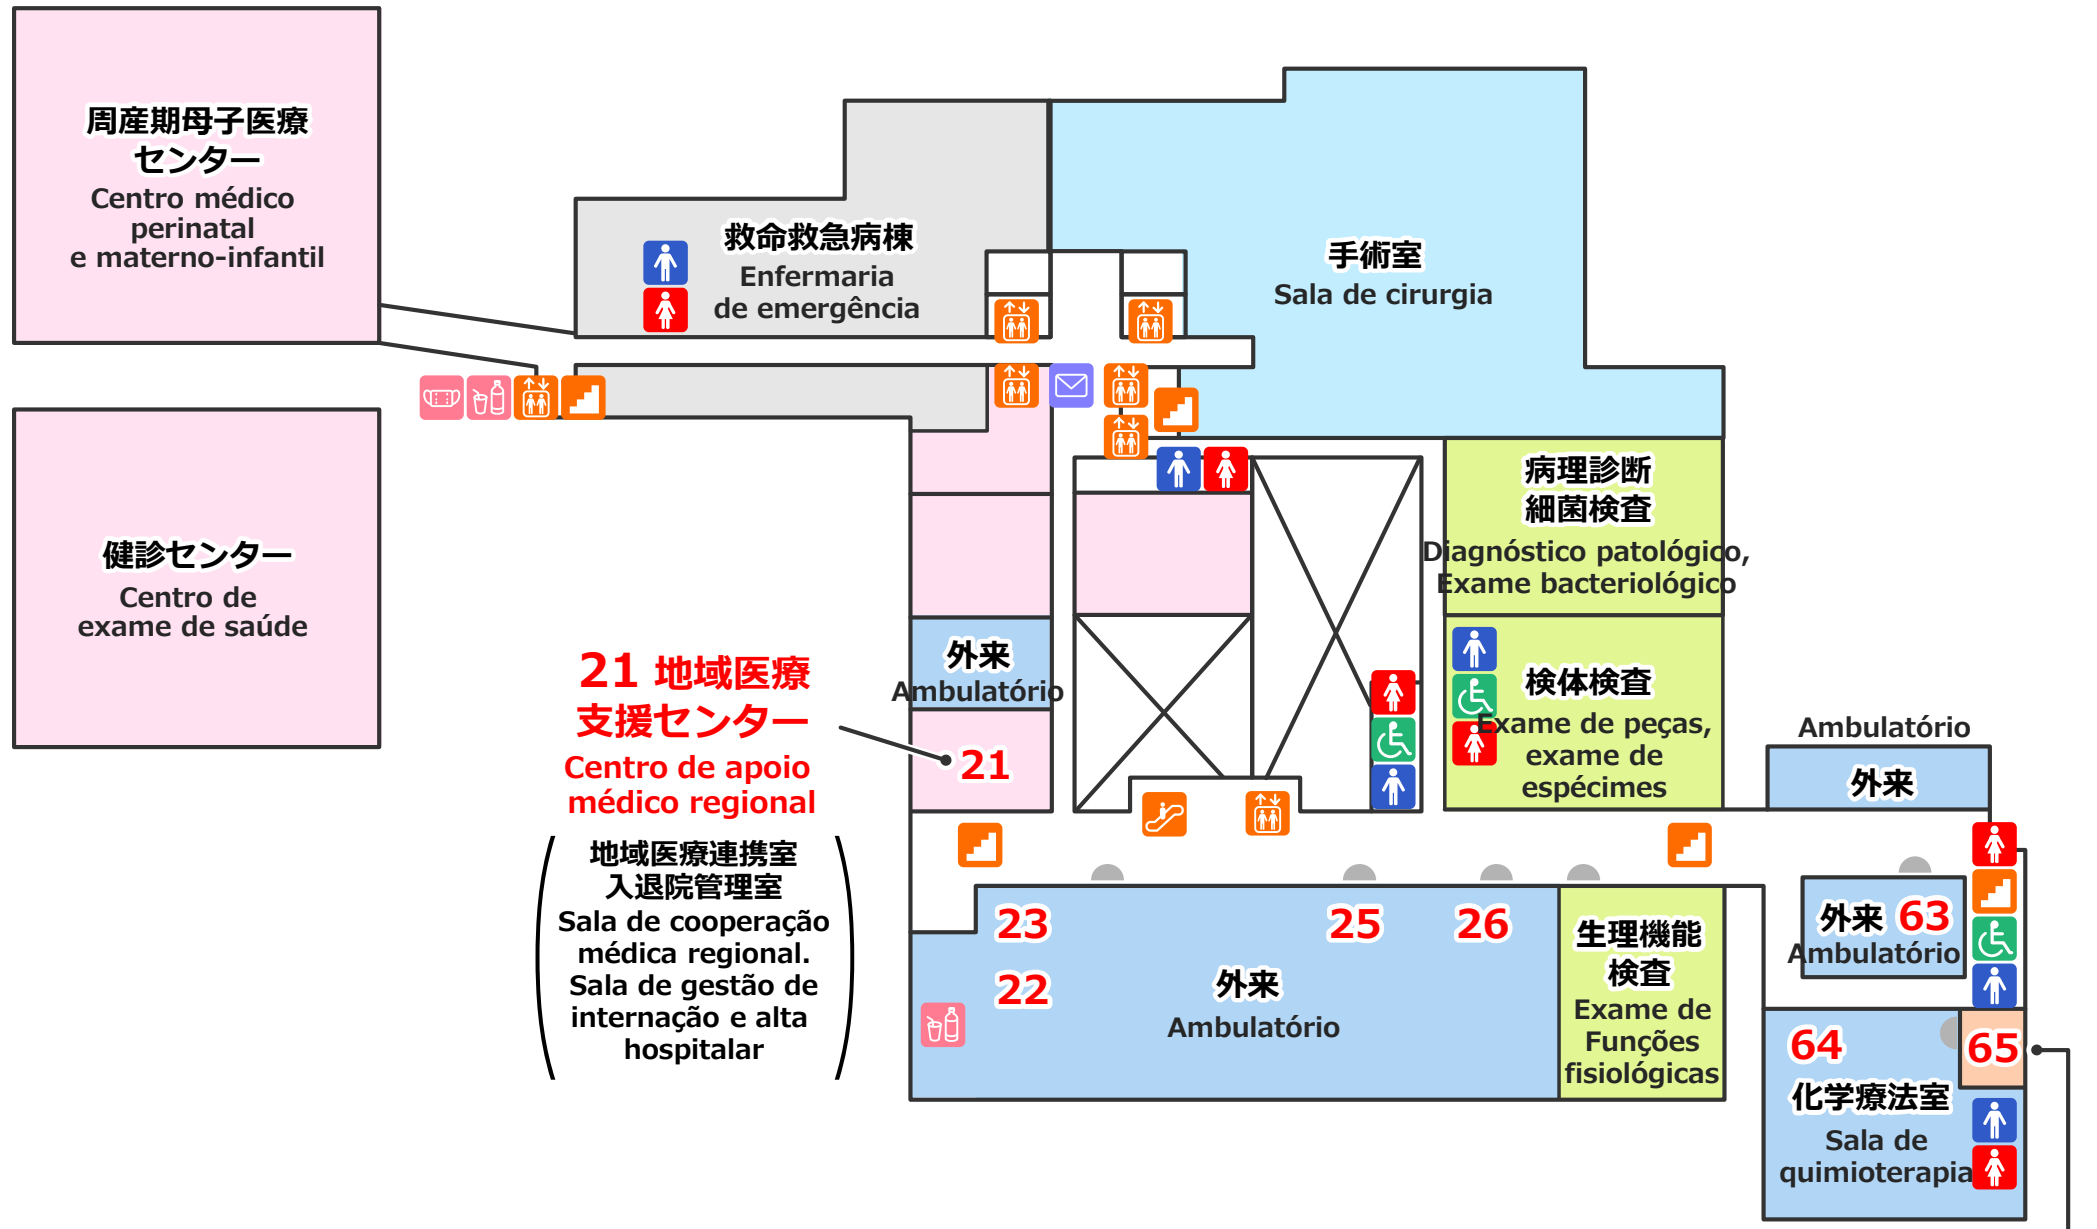 周産期母子医療
センター
Centro médico
perinatal
e materno-infantil
救命救急病棟
Enfermaria
de emergência
手術室
Sala de cirurgia
健診センター
Centro de
exame de saúde
病理診断
細菌検査
Diagnóstico patológico,
Exame bacteriológico
外来
Ambulatório
21 地域医療
支援センター
Centro de apoio
médico regional
21
地域医療連携室
入退院管理室
Sala de cooperação
médica regional.
Sala de gestão de
internação e alta
hospitalar
検体検査
Exame de peças,
exame de
espécimes
Ambulatório
外来
23
25
26
22
外来
Ambulatório
生理機能
検査
Exame de
Funções
fisiológicas
外来 63
Ambulatório
64
65
化学療法室
Sala de
quimioterapia